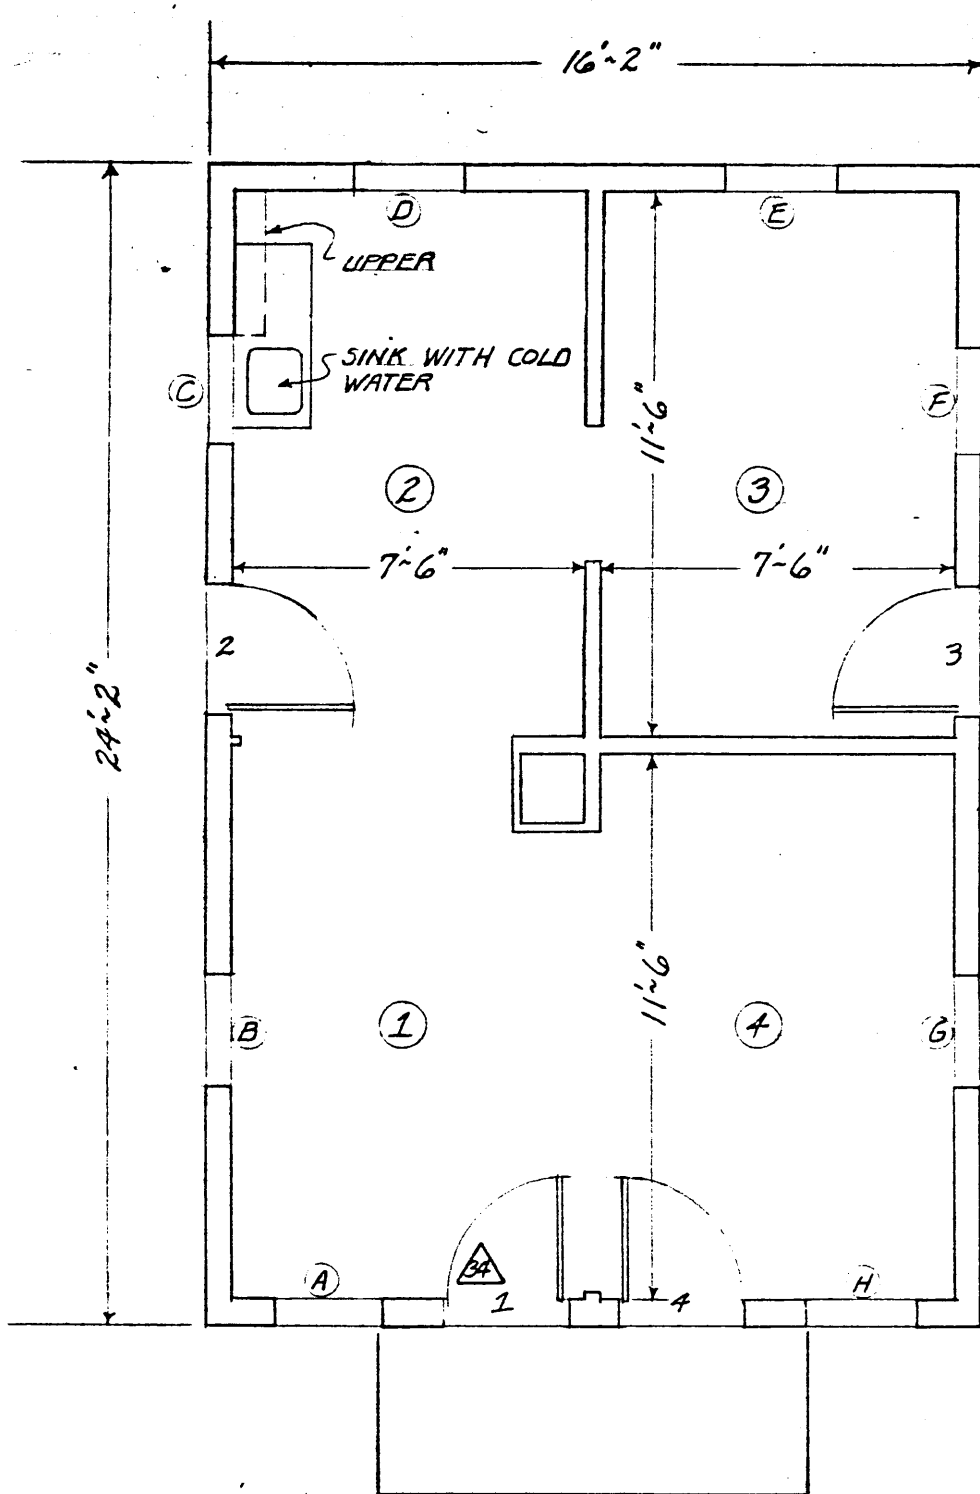 16'~2"
D
E
UPPER
SINK WITH COLD
WATER
C
F
11'~6"
2
3
7'~6"
7'~6"
2
3
24'~2"
11'~6"
B
1
4
G
A
34
H
1
4